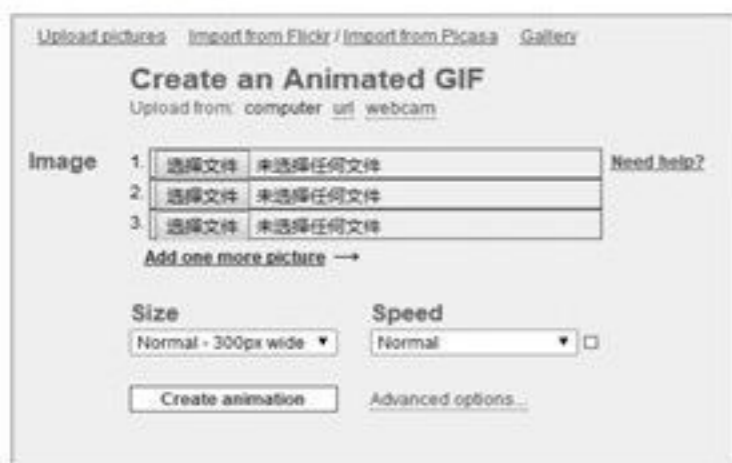 Upload pictures Import from Flickr / Import from Picasa Gallery
Create an Animated GIF
Upload from: computer url webcam
Image 1. 选择文件 未选择任何文件 Need help?
2. 选择文件 未选择任何文件
3. 选择文件 未选择任何文件
Add one more picture →
Size Speed
Normal - 300px wide ▼ Normal ▼
Create animation Advanced options...